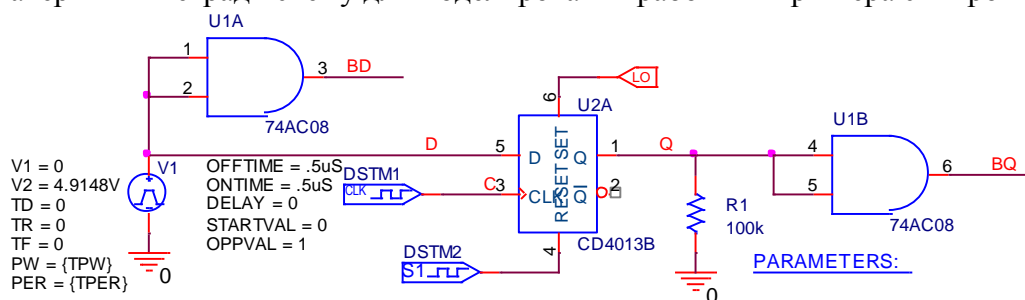 U1A
1
2
3
BD
74AC08
LO
6
U2A
U1B
V1 = 0
V2 = 4.9148V
TD = 0
TR = 0
TF = 0
PW = {TPW}
PER = {TPER}
V1
0
OFFTIME = .5uS
ONTIME = .5uS
DELAY = 0
STARTVAL = 0
OPPVAL = 1
DSTM1
CLK
D
C
5
3
D
CLK
SET
RESET
Q
Q
1
2
4
CD4013B
DSTM2
S1
Q
R1
100k
0
4
5
6
BQ
74AC08
PARAMETERS: